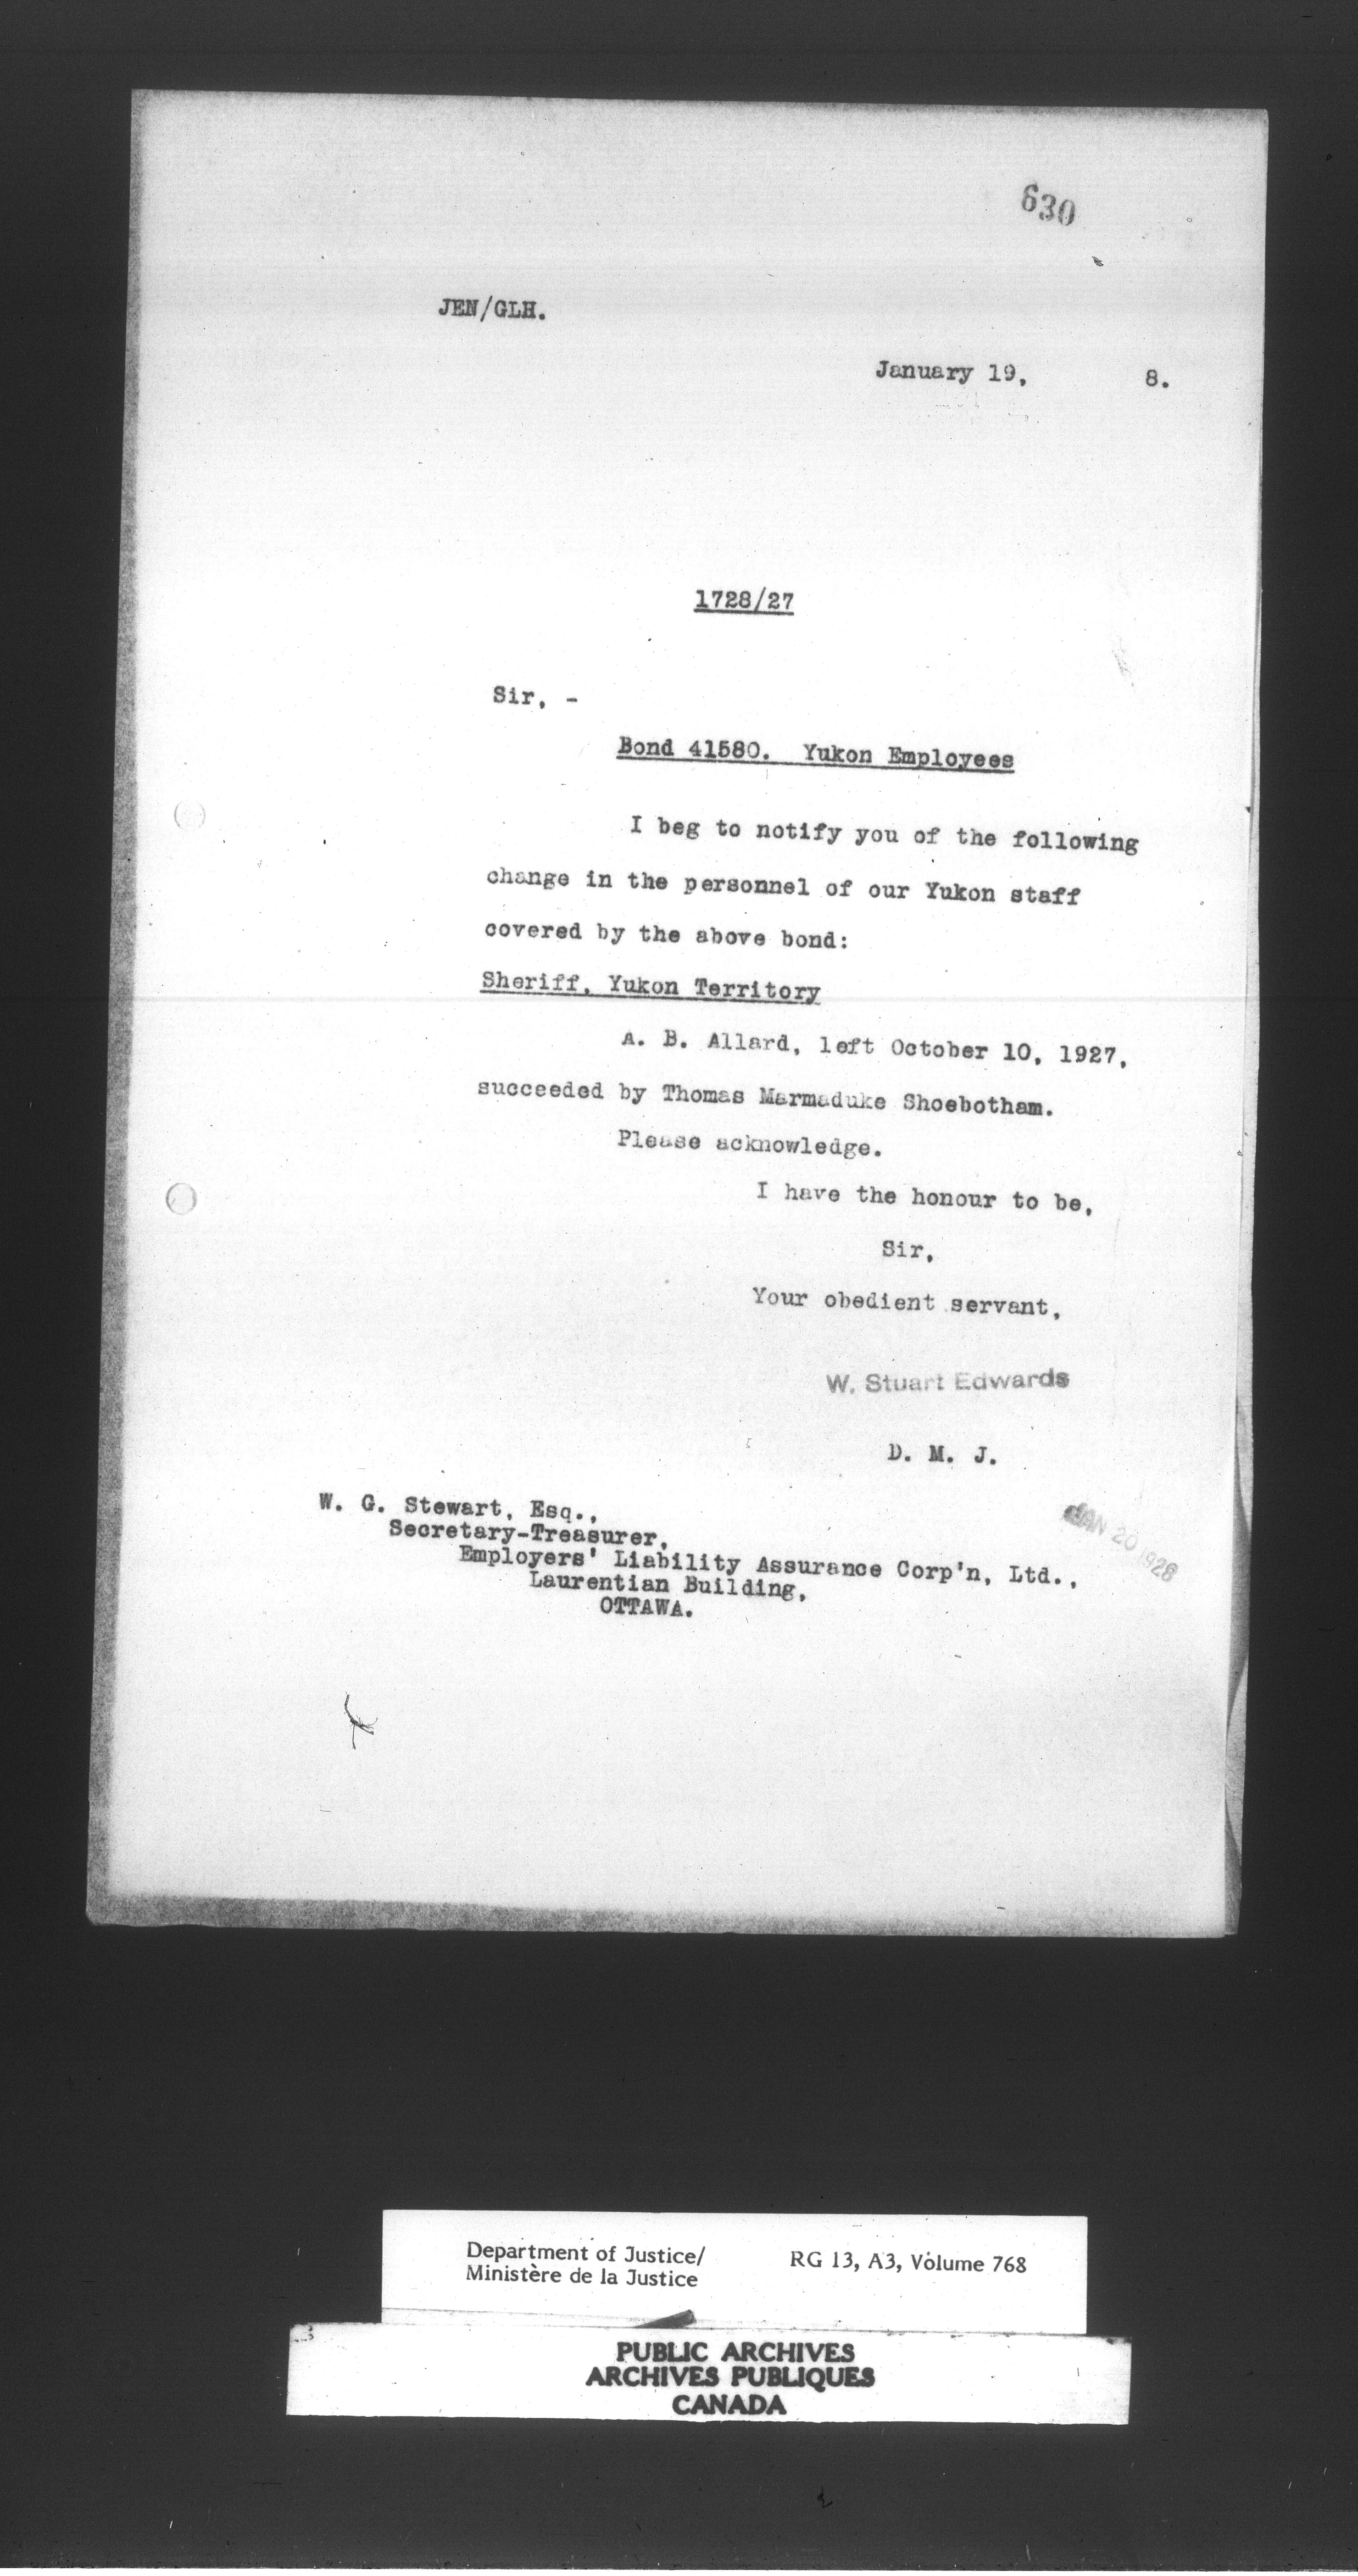 630
JEN/GLH.
January 19, 8.
1728/27
Sir, -
Bond 41580. Yukon Employees
I beg to notify you of the following
change in the personnel of our Yukon staff
covered by the above bond:
Sheriff, Yukon Territory
A. B. Allard, left October 10, 1927,
succeeded by Thomas Marmaduke Shoebotham.
Please acknowledge.
I have the honour to be,
Sir,
Your obedient servant,
W. Stuart Edwards
D. M. J.
W. G. Stewart, Esq.,
Secretary-Treasurer,
Employers' Liability Assurance Corp'n, Ltd.,
Laurentian Building,
OTTAWA.
JAN 20 1928
Department of Justice/ RG 13, A3, Volume 768
Ministère de la Justice
PUBLIC ARCHIVES
ARCHIVES PUBLIQUES
CANADA